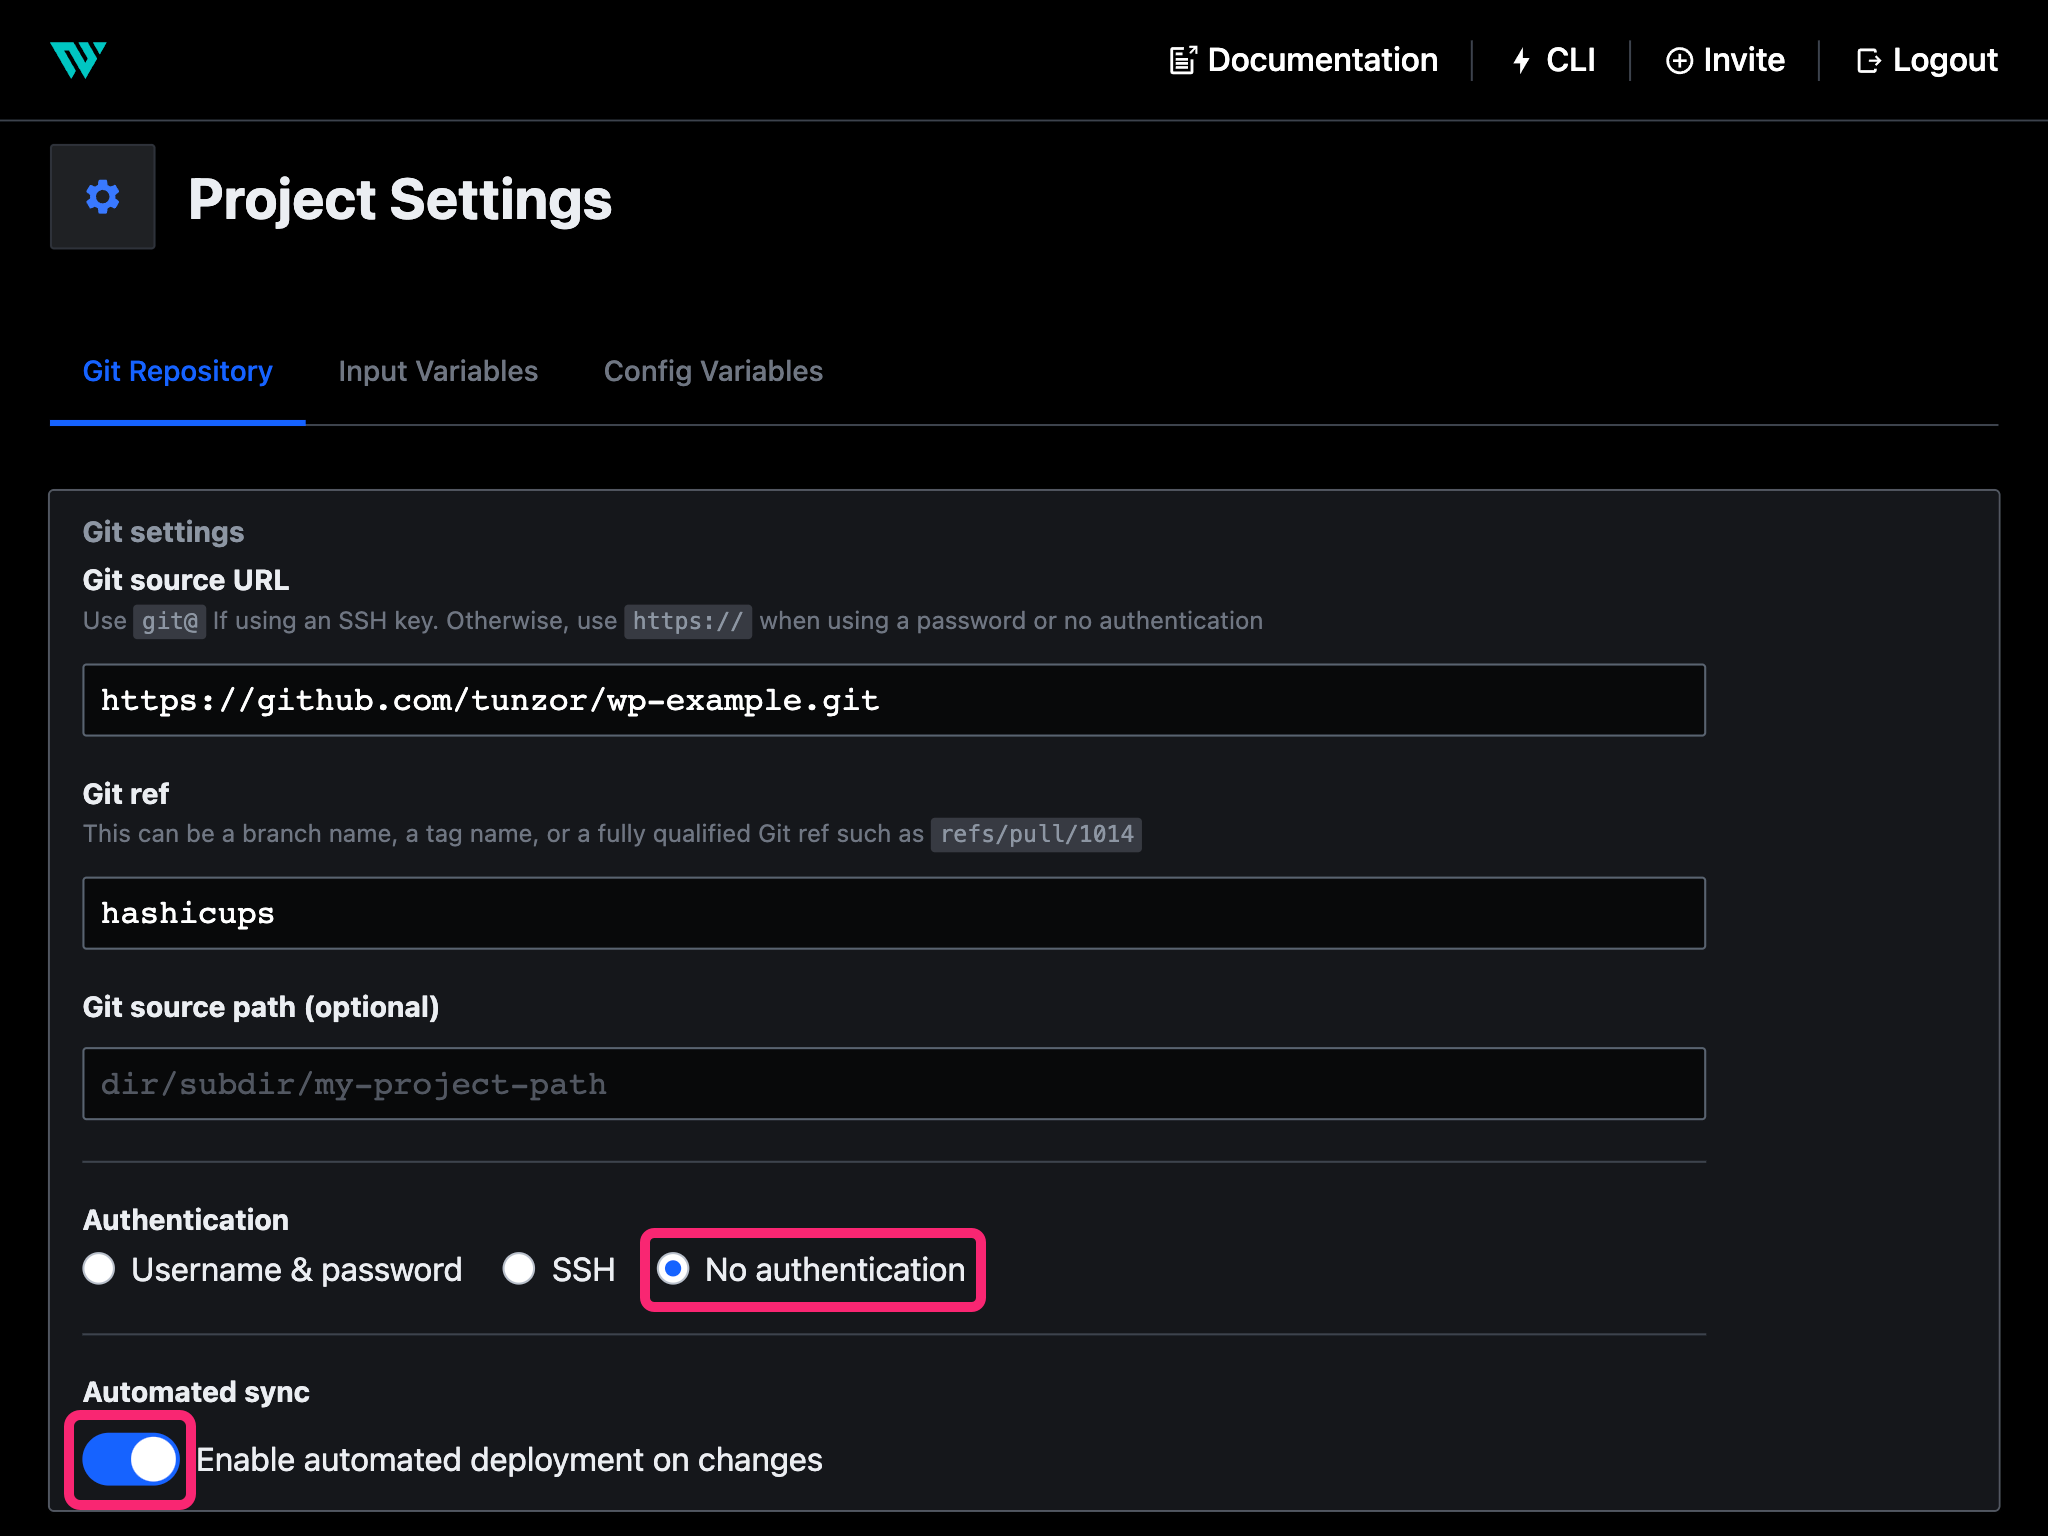 Documentation CLI Invite Logout
Project Settings
Git Repository Input Variables Config Variables
Git settings
Git source URL
Use git@ If using an SSH key. Otherwise, use https:// when using a password or no authentication
https://github.com/tunzor/wp-example.git
Git ref
This can be a branch name, a tag name, or a fully qualified Git ref such as refs/pull/1014
hashicups
Git source path (optional)
dir/subdir/my-project-path
Authentication
Username & password SSH No authentication
Automated sync
Enable automated deployment on changes